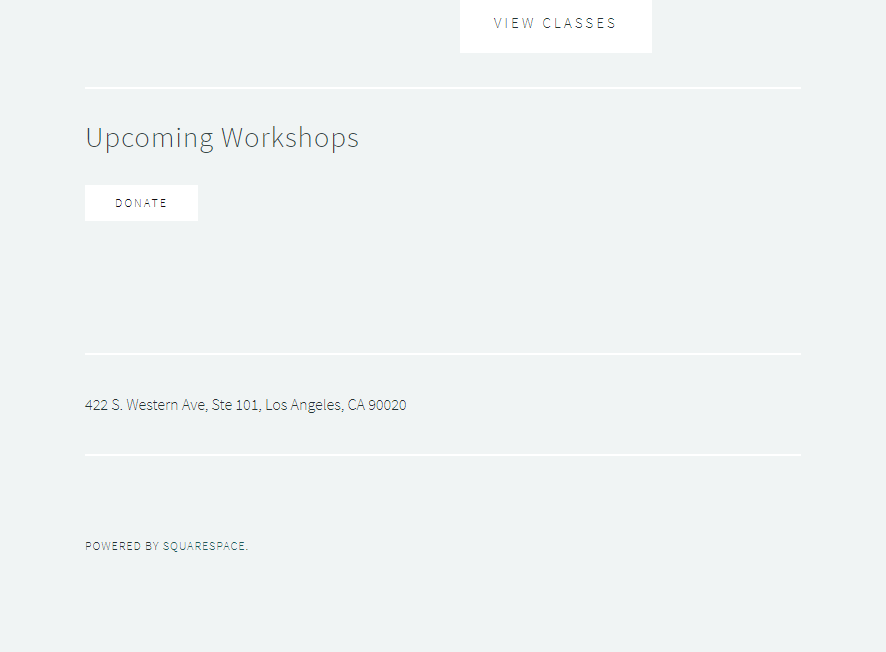 VIEW CLASSES
Upcoming Workshops
DONATE
422 S. Western Ave, Ste 101, Los Angeles, CA 90020
POWERED BY SQUARESPACE.